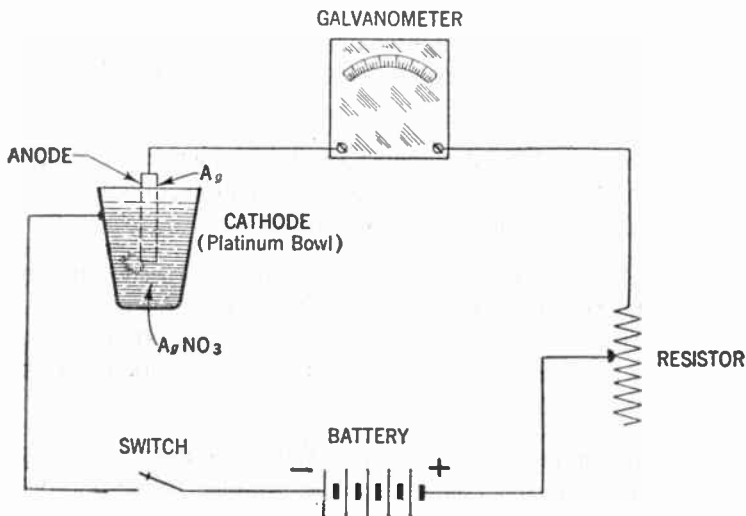 GALVANOMETER
ANODE
Ag
CATHODE
(Platinum Bowl)
AgNO3
RESISTOR
SWITCH
BATTERY
− +